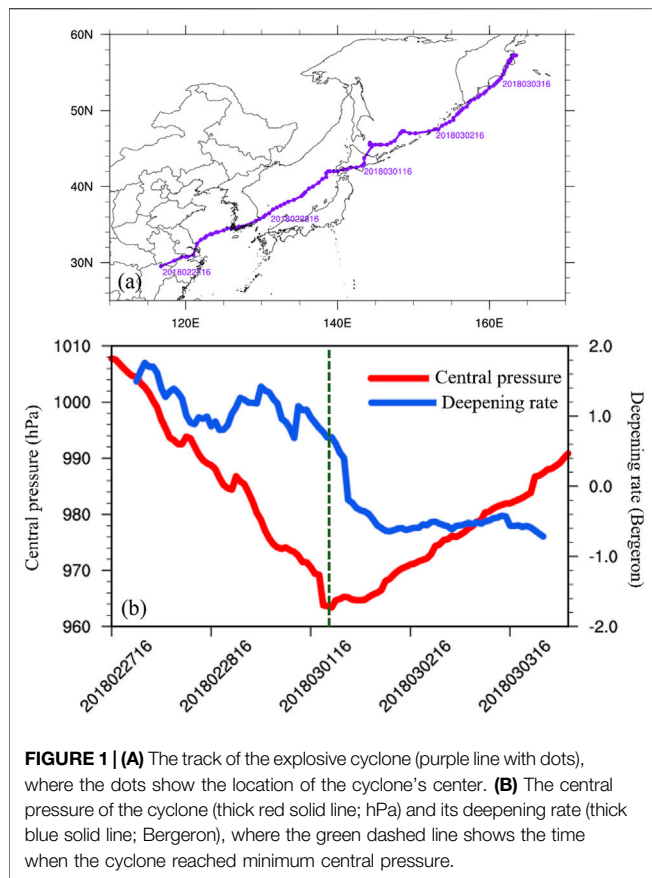 60N
50N
40N
30N
2018030316
2018030216
2018030116
2018022816
2018022716
(a)
120E 140E 160E
1010 2.0
Central pressure
Deepening rate
1000 1.0
990 0.0
980
970 -1.0
960 -2.0
Central pressure (hPa)
Deepening rate
(Bergeron)
(b)
2018022716 2018022816 2018030116 2018030216 2018030316
FIGURE 1 | (A) The track of the explosive cyclone (purple line with dots),
where the dots show the location of the cyclone's center. (B) The central
pressure of the cyclone (thick red solid line; hPa) and its deepening rate (thick
blue solid line; Bergeron), where the green dashed line shows the time
when the cyclone reached minimum central pressure.